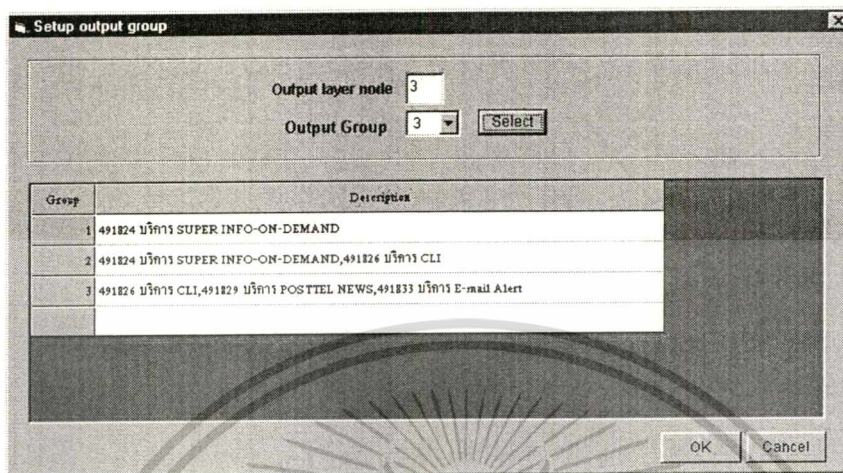 Setup output group
Output layer node 3
Output Group 3 Select
Group Description
1 491824 บริการ SUPER INFO-ON-DEMAND
2 491824 บริการ SUPER INFO-ON-DEMAND,491826 บริการ CLI
3 491826 บริการ CLI,491829 บริการ POSTTEL NEWS,491833 บริการ E-mail Alert
OK Cancel